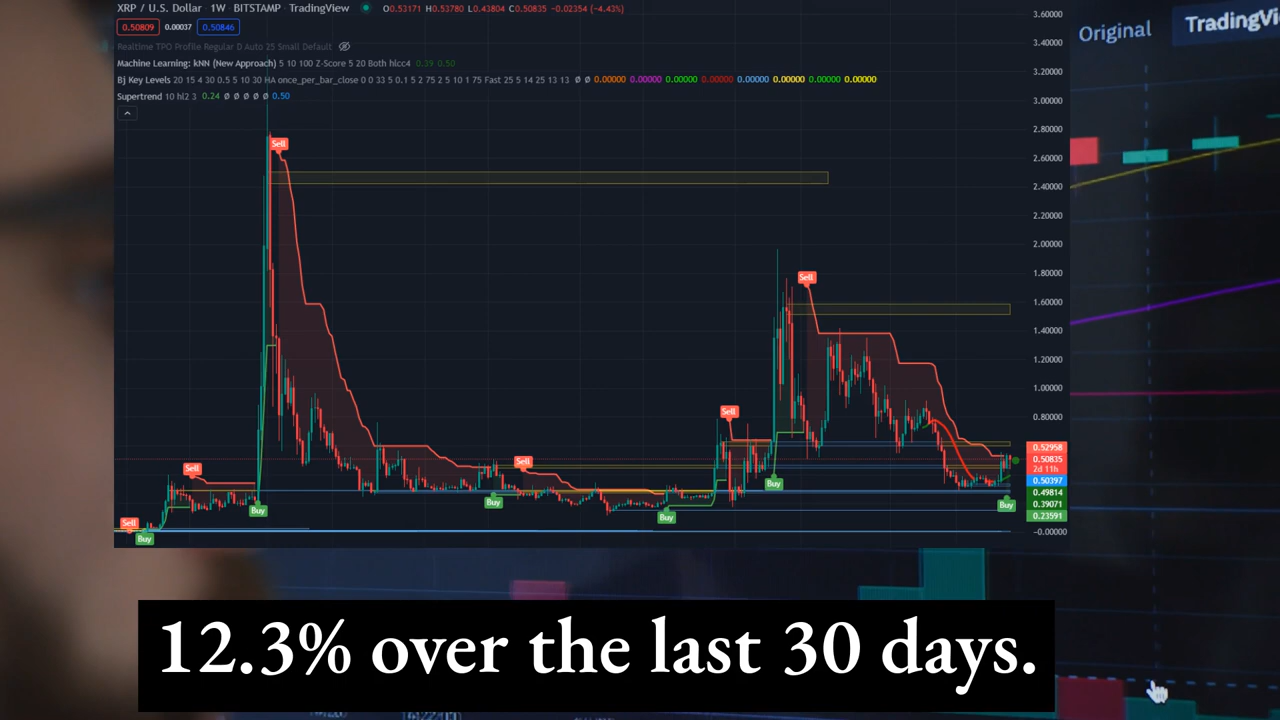 XRP / U.S. Dollar · 1W · BITSTAMP · TradingView O0.53171 H0.53780 L0.43804 C0.50835 −0.02354 (−4.43%)
0.50809 0.00037 0.50846
Realtime TPO Profile Regular D Auto 25 Small Default
Machine Learning: kNN (New Approach) 5 10 100 Z-Score 5 20 Both hlcc4 0.39 0.50
Bj Key Levels 20 15 4 30 0.5 5 10 30 HA once_per_bar_close 0 0 33 5 0.1 5 2 75 2 5 10 1 75 Fast 25 5 14 25 13 13 ∅ ∅ 0.00000 0.00000 0.00000 0.00000 0.00000 0.00000 0.00000 0.00000
Supertrend 10 hl2 3 0.24 ∅ ∅ ∅ ∅ ∅ 0.50
Original
TradingVi
3.60000
3.40000
3.20000
3.00000
2.80000
2.60000
2.40000
2.20000
2.00000
1.80000
1.60000
1.40000
1.20000
1.00000
0.80000
0.52958
0.50835
2d 11h
0.50397
0.49814
0.39071
0.23591
−0.00000
Sell
Buy
Sell
Buy
Sell
Buy
Sell
Buy
Sell
Buy
Sell
Buy
12.3% over the last 30 days.